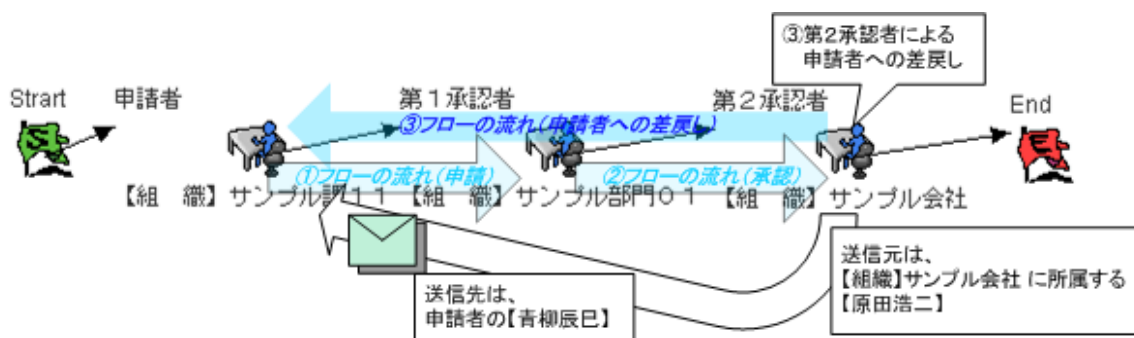 ③第2承認者による
申請者への差戻し
Strart
申請者
第1承認者
第2承認者
End
③フローの流れ(申請者への差戻し)
①フローの流れ(申請)
②フローの流れ(承認)
【組　織】サンプル課11
【組　織】サンプル部門01
【組　織】サンプル会社
送信先は、
申請者の【青柳辰巳】
送信元は、
【組織】サンプル会社 に所属する
【原田浩二】